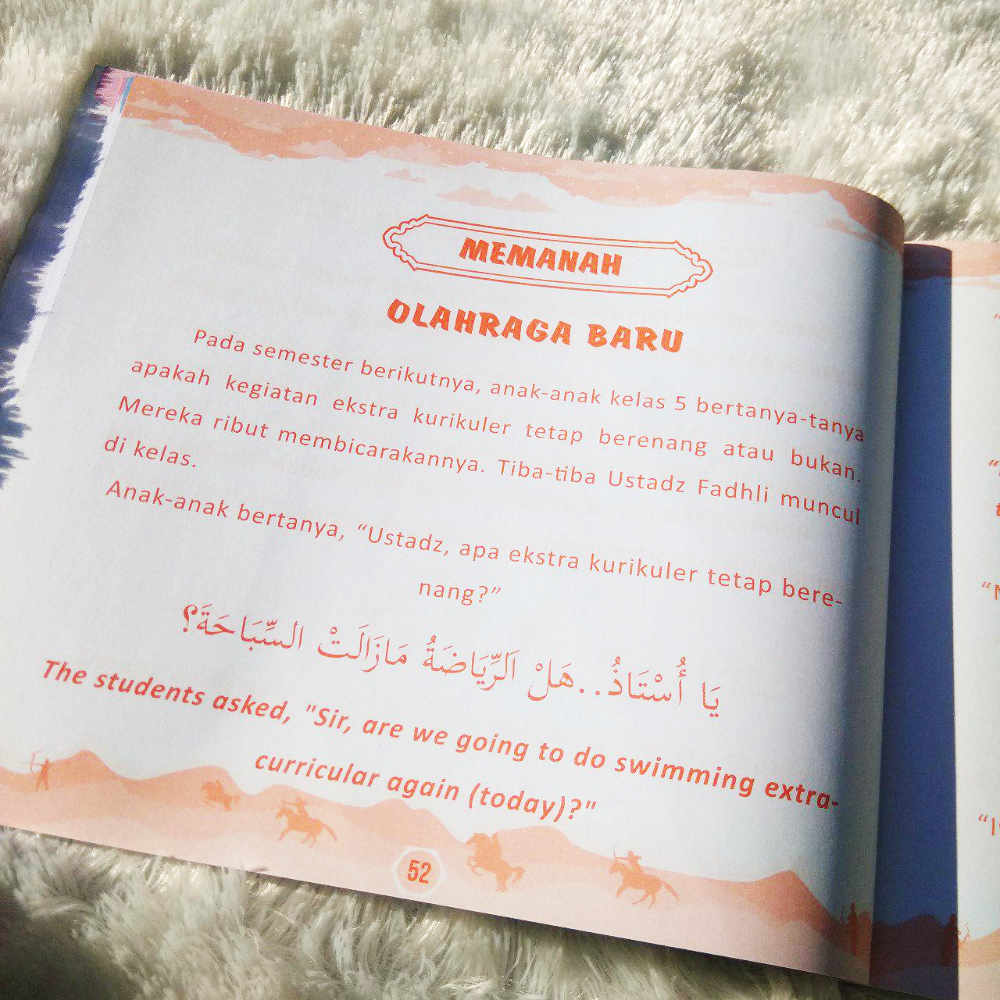 MEMANAH
OLAHRAGA BARU
Pada semester berikutnya, anak-anak kelas 5 bertanya-tanya
apakah kegiatan ekstra kurikuler tetap berenang atau bukan.
Mereka ribut membicarakannya. Tiba-tiba Ustadz Fadhli muncul
di kelas.
Anak-anak bertanya, “Ustadz, apa ekstra kurikuler tetap bere-
nang?”
يَا أُسْتَاذُ..هَلْ اَلرِّيَاضَةُ مَازَالَتْ السِّبَاحَةَ؟
The students asked, "Sir, are we going to do swimming extra-
curricular again (today)?"
52